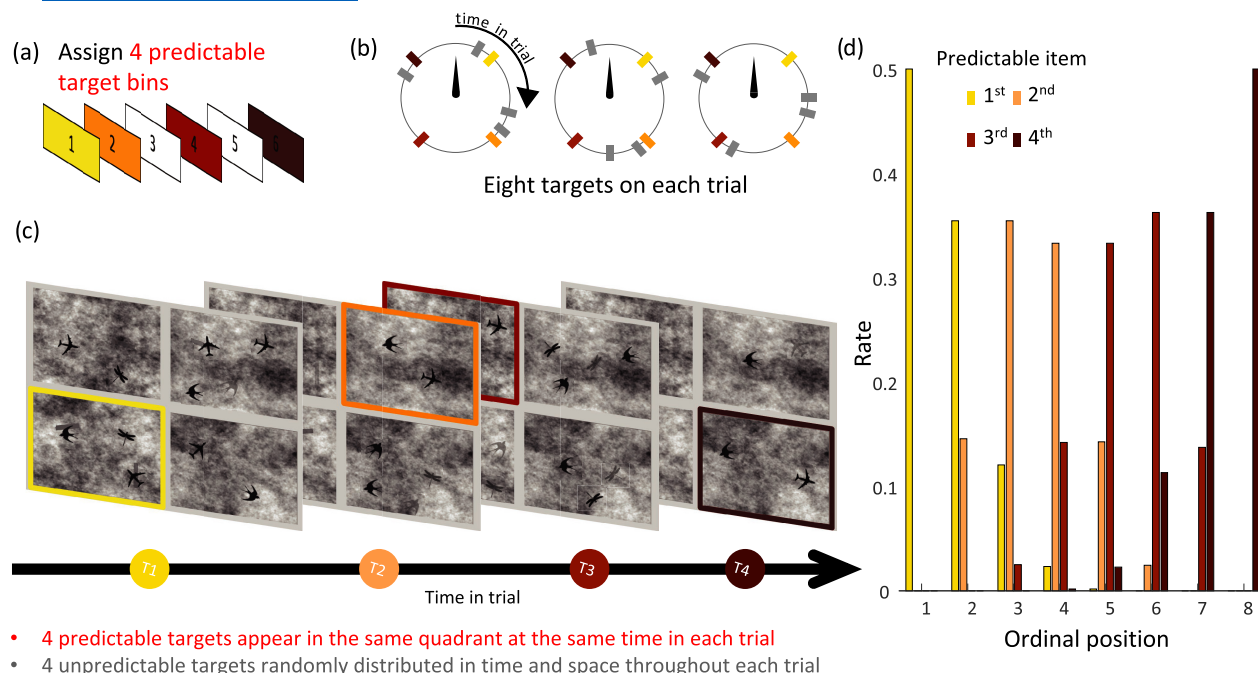 (a) Assign 4 predictable
target bins
1 2 3 4 5 6
(b)
time in trial
Eight targets on each trial
(c)
T1 T2 T3 T4
Time in trial
• 4 predictable targets appear in the same quadrant at the same time in each trial
• 4 unpredictable targets randomly distributed in time and space throughout each trial
(d)
Predictable item
1st 2nd
3rd 4th
Rate
0.5
0.4
0.3
0.2
0.1
0
1 2 3 4 5 6 7 8
Ordinal position